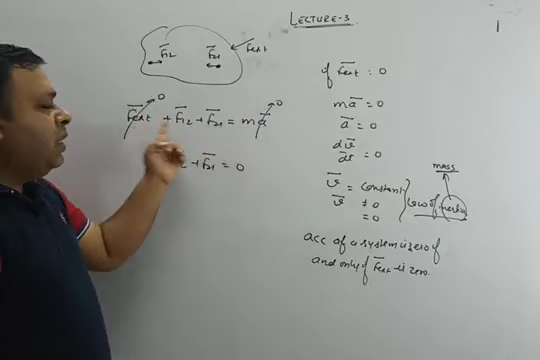 LECTURE-3
1
F12 F21 Fext
0 0
Fext + F12 + F21 = ma
+ F21 = 0
if Fext = 0
ma = 0
a = 0
dv/dt = 0
v = constant
v ≠ 0
= 0
law of inertia
mass
acc of a system is zero if
and only if Fext is zero.